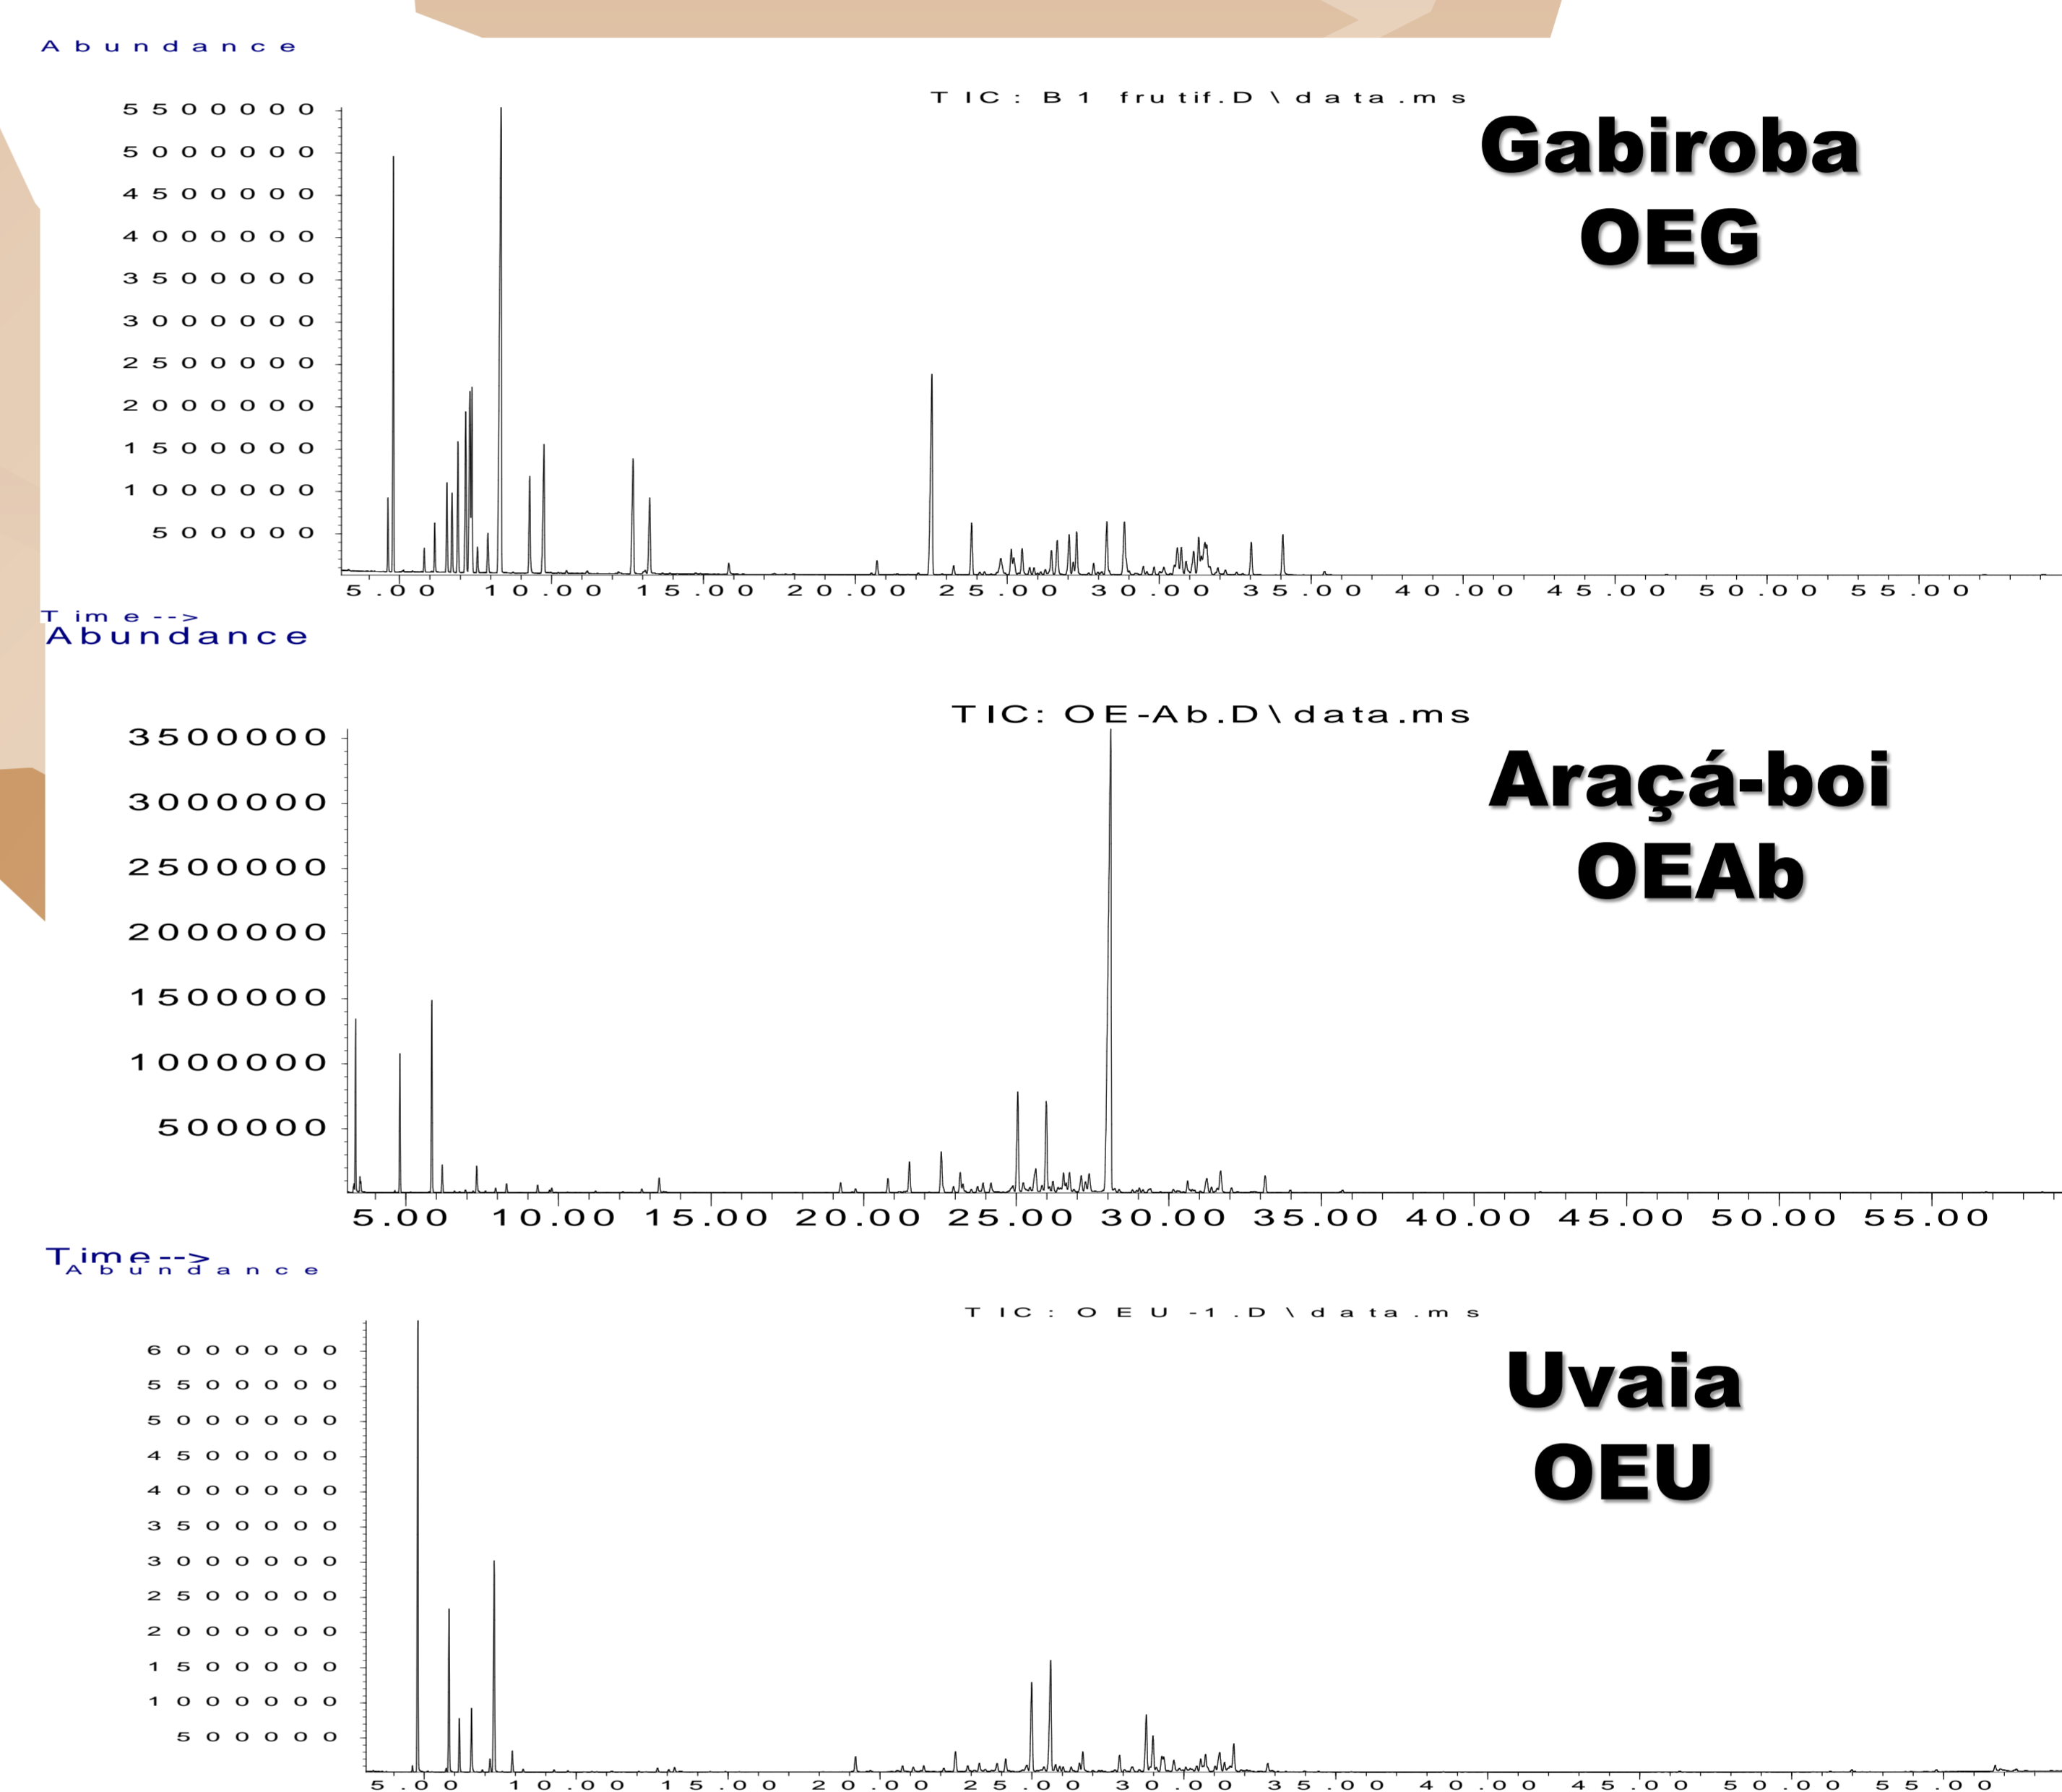 Abundance
TIC: B1 frutif.D\data.ms
Gabiroba
OEG
5500000
5000000
4500000
4000000
3500000
3000000
2500000
2000000
1500000
1000000
500000
5.00 10.00 15.00 20.00 25.00 30.00 35.00 40.00 45.00 50.00 55.00
Time-->
Abundance
TIC: OE-Ab.D\data.ms
Araçá-boi
OEAb
3500000
3000000
2500000
2000000
1500000
1000000
500000
5.00 10.00 15.00 20.00 25.00 30.00 35.00 40.00 45.00 50.00 55.00
Time-->
Abundance
TIC: OEU-1.D\data.ms
Uvaia
OEU
6000000
5500000
5000000
4500000
4000000
3500000
3000000
2500000
2000000
1500000
1000000
500000
5.00 10.00 15.00 20.00 25.00 30.00 35.00 40.00 45.00 50.00 55.00